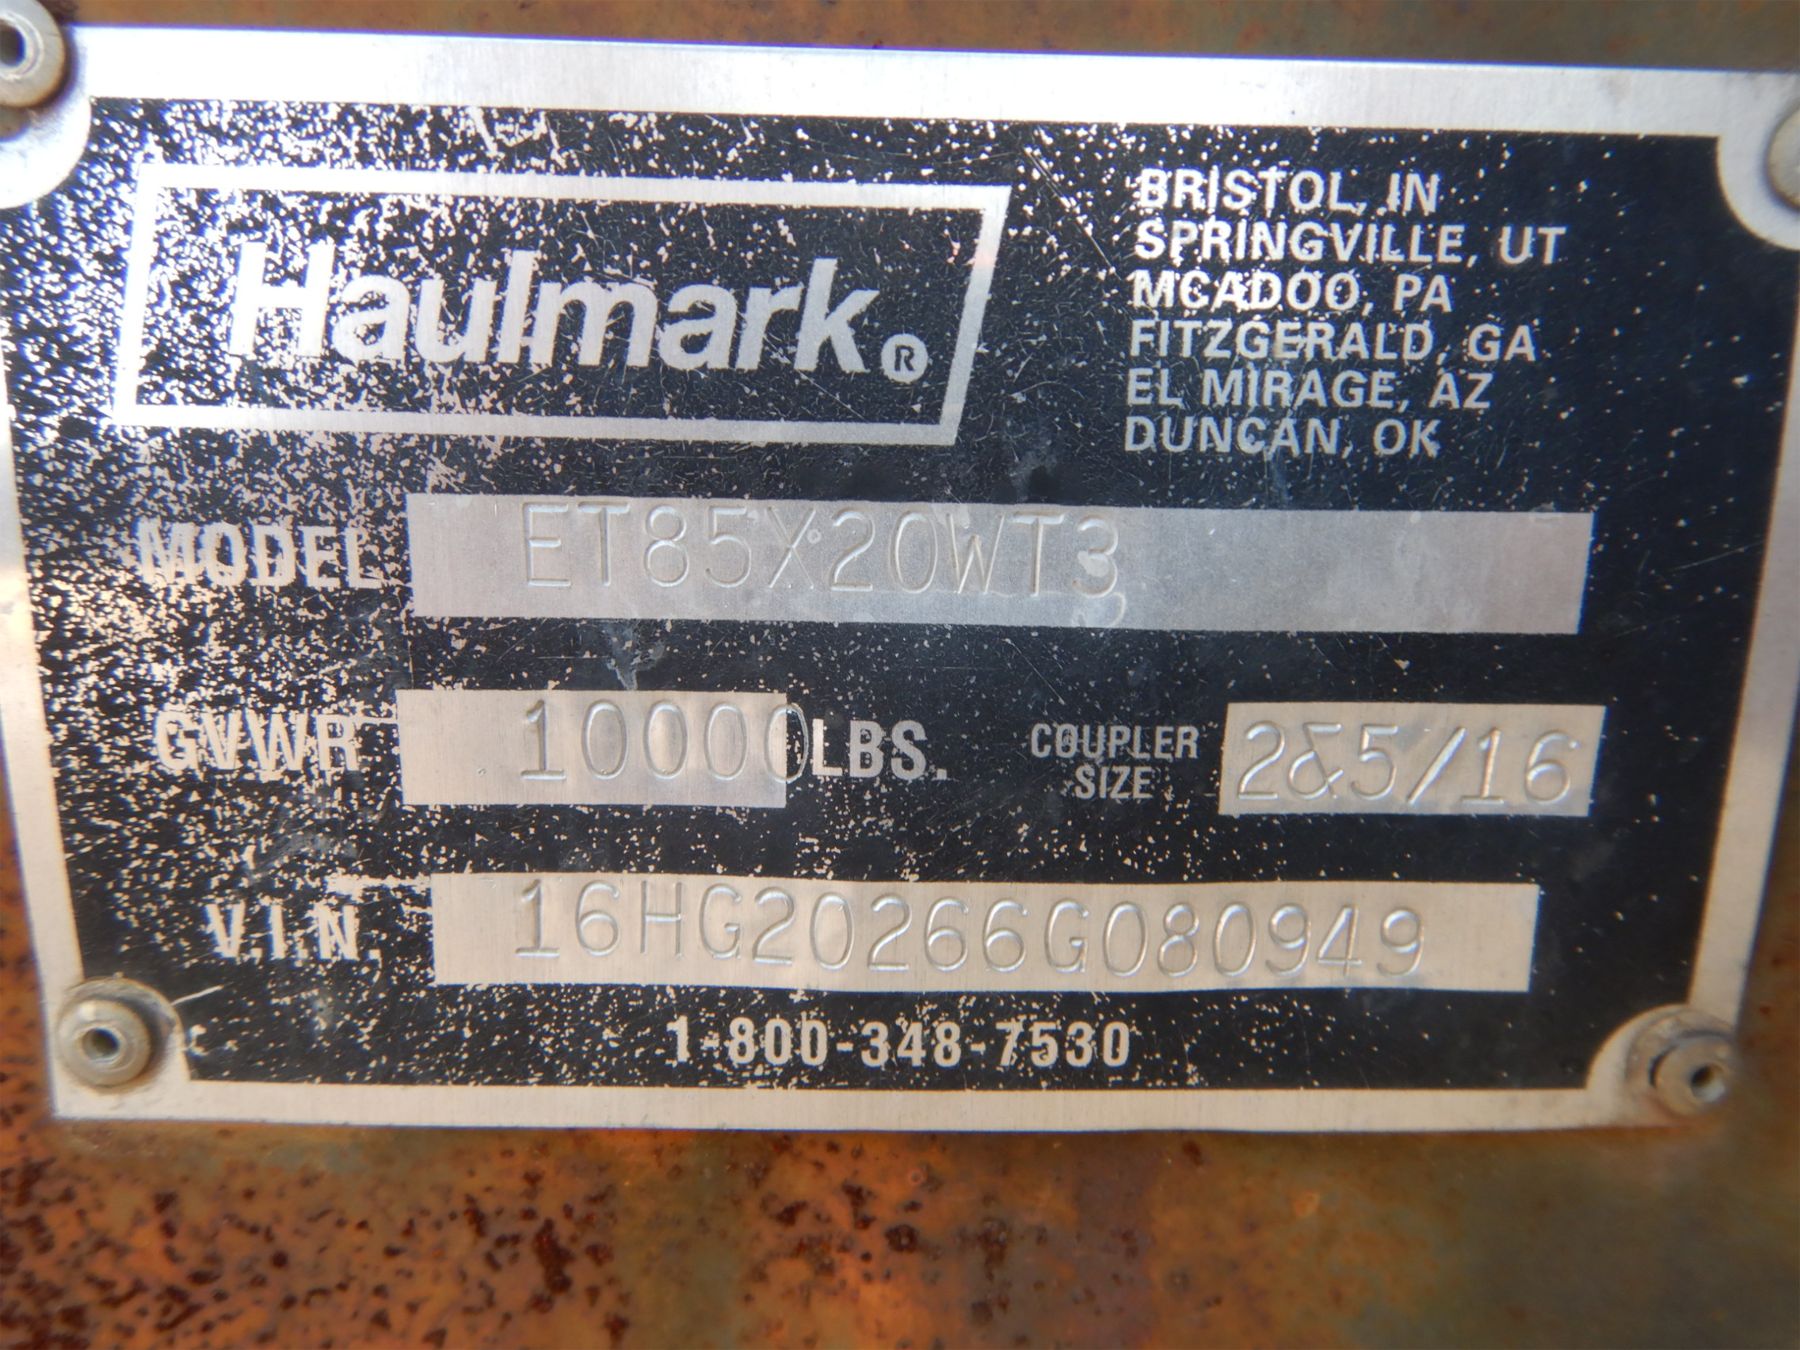 Haulmark ®
BRISTOL, IN
SPRINGVILLE, UT
MCADOO, PA
FITZGERALD, GA
EL MIRAGE, AZ
DUNCAN, OK
MODEL ET85X20WT3
GVWR 10000 LBS. COUPLER SIZE 2&5/16
V.I.N. 16HG20266G080949
1-800-348-7530